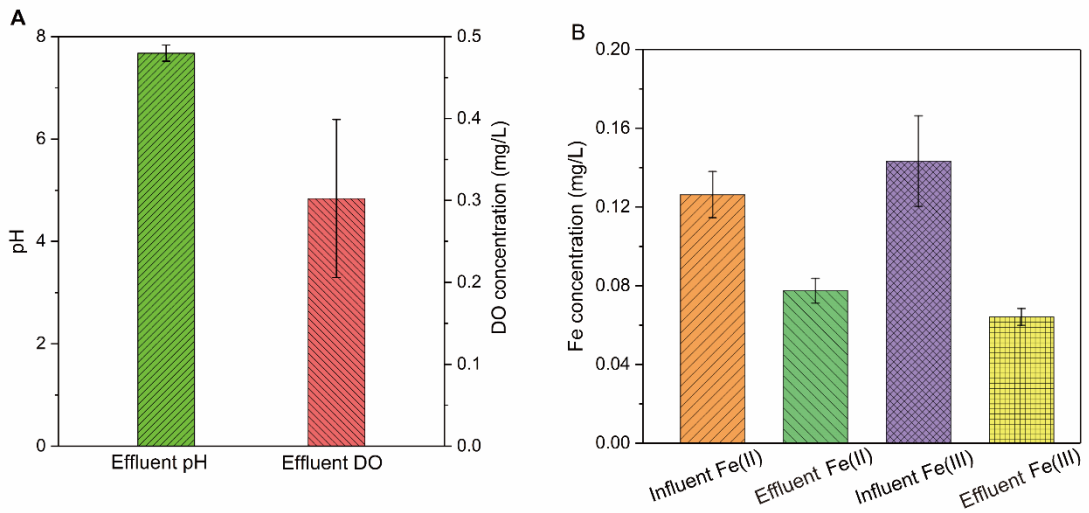 A
8
6
4
2
0
pH
0.5
0.4
0.3
0.2
0.1
0.0
DO concentration (mg/L)
Effluent pH
Effluent DO
B
0.20
0.16
0.12
0.08
0.04
0.00
Fe concentration (mg/L)
Influent Fe(II)
Effluent Fe(II)
Influent Fe(III)
Effluent Fe(III)